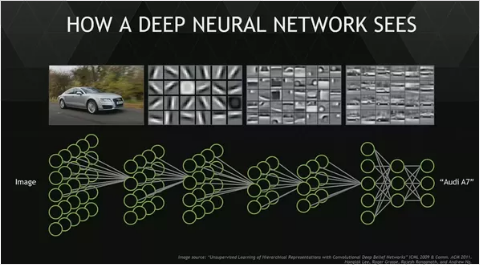 HOW A DEEP NEURAL NETWORK SEES
Image
"Audi A7"
Image source: "Unsupervised Learning of Hierarchical Representations with Convolutional Deep Belief Networks" ICML 2009 & Comm. ACM 2011.
Honglak Lee, Roger Grosse, Rajesh Ranganath, and Andrew Ng.